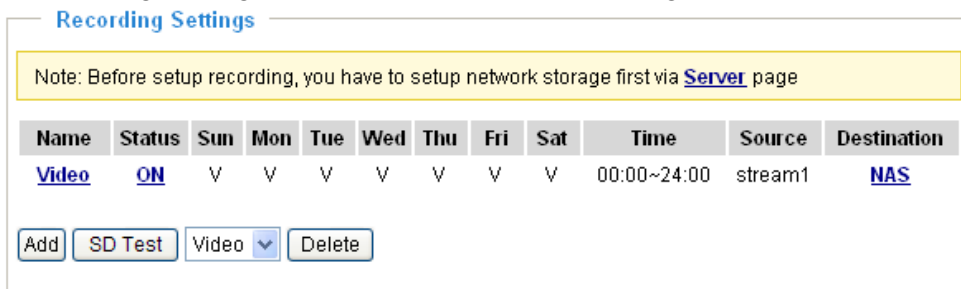 Recording Settings
Note: Before setup recording, you have to setup network storage first via Server page
Name Status Sun Mon Tue Wed Thu Fri Sat Time Source Destination
Video ON V V V V V V V 00:00~24:00 stream1 NAS
Add SD Test Video Delete